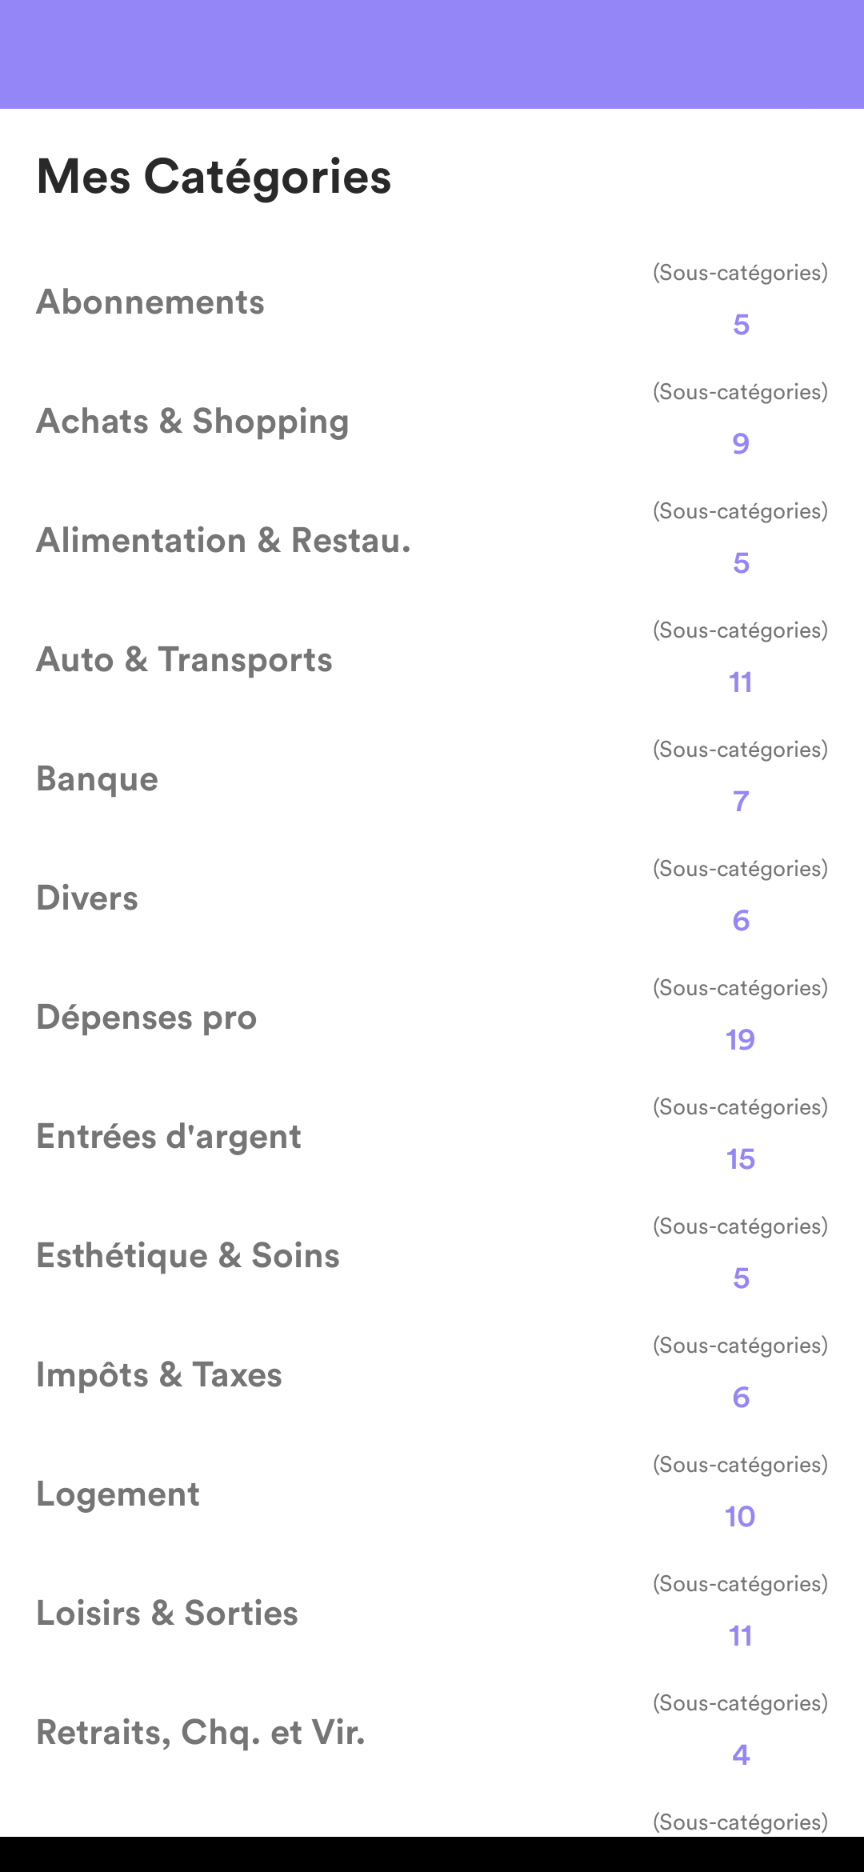 Mes Catégories
(Sous-catégories)
Abonnements
5
(Sous-catégories)
Achats & Shopping
9
(Sous-catégories)
Alimentation & Restau.
5
(Sous-catégories)
Auto & Transports
11
(Sous-catégories)
Banque
7
(Sous-catégories)
Divers
6
(Sous-catégories)
Dépenses pro
19
(Sous-catégories)
Entrées d'argent
15
(Sous-catégories)
Esthétique & Soins
5
(Sous-catégories)
Impôts & Taxes
6
(Sous-catégories)
Logement
10
(Sous-catégories)
Loisirs & Sorties
11
(Sous-catégories)
Retraits, Chq. et Vir.
4
(Sous-catégories)